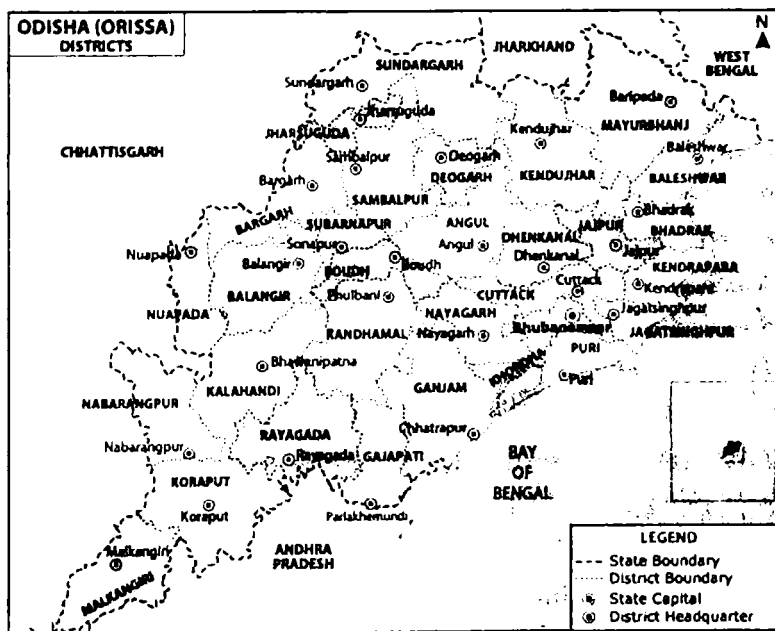 ODISHA (ORISSA)
DISTRICTS
N
JHARKHAND
WEST
BENGAL
SUNDARGARH
Sundargarh
Baripada
Jharsuguda
MAYURBHANJ
JHARSUGUDA
Kendujhar
CHHATTISGARH
Baleshwar
Sambalpur
Deogarh
DEOGARH
KENDUJHAR
BALESHWAR
Bargarh
SAMBALPUR
BARGARH
Bhadrak
SUBARNAPUR
ANGUL
JAJPUR
BHADRAK
Nuapada
Sonapur
Angul
DHENKANAL
Jajpur
Balangir
BOUDH
Boudh
Dhenkanal
KENDRAPARA
Cuttack
Kendrapara
BALANGIR
Phulbani
CUTTACK
NUAPADA
NAYAGARH
Jagatsinghpur
KANDHAMAL
Nayagarh
Bhubaneswar
JAGATSINGHPUR
PURI
KHORDHA
Bhawanipatna
Puri
KALAHANDI
GANJAM
NABARANGPUR
RAYAGADA
Chhatrapur
Nabarangpur
Rayagada
GAJAPATI
BAY
OF
BENGAL
KORAPUT
Koraput
Parlakhemundi
Malkangiri
ANDHRA
PRADESH
MALKANGIRI
LEGEND
State Boundary
District Boundary
State Capital
District Headquarter